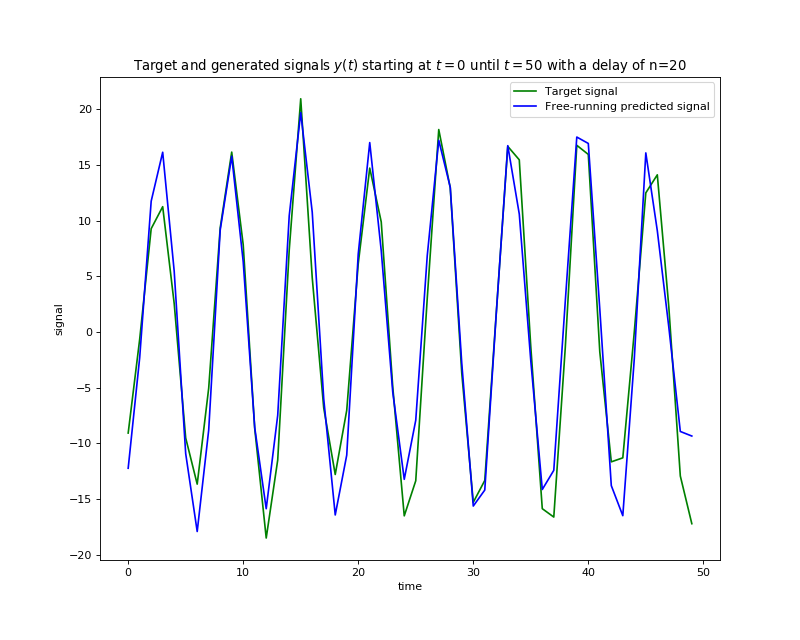 Target and generated signals y(t) starting at t = 0 until t = 50 with a delay of n=20
Target signal
Free-running predicted signal
signal
20
15
10
5
0
−5
−10
−15
−20
0 10 20 30 40 50
time